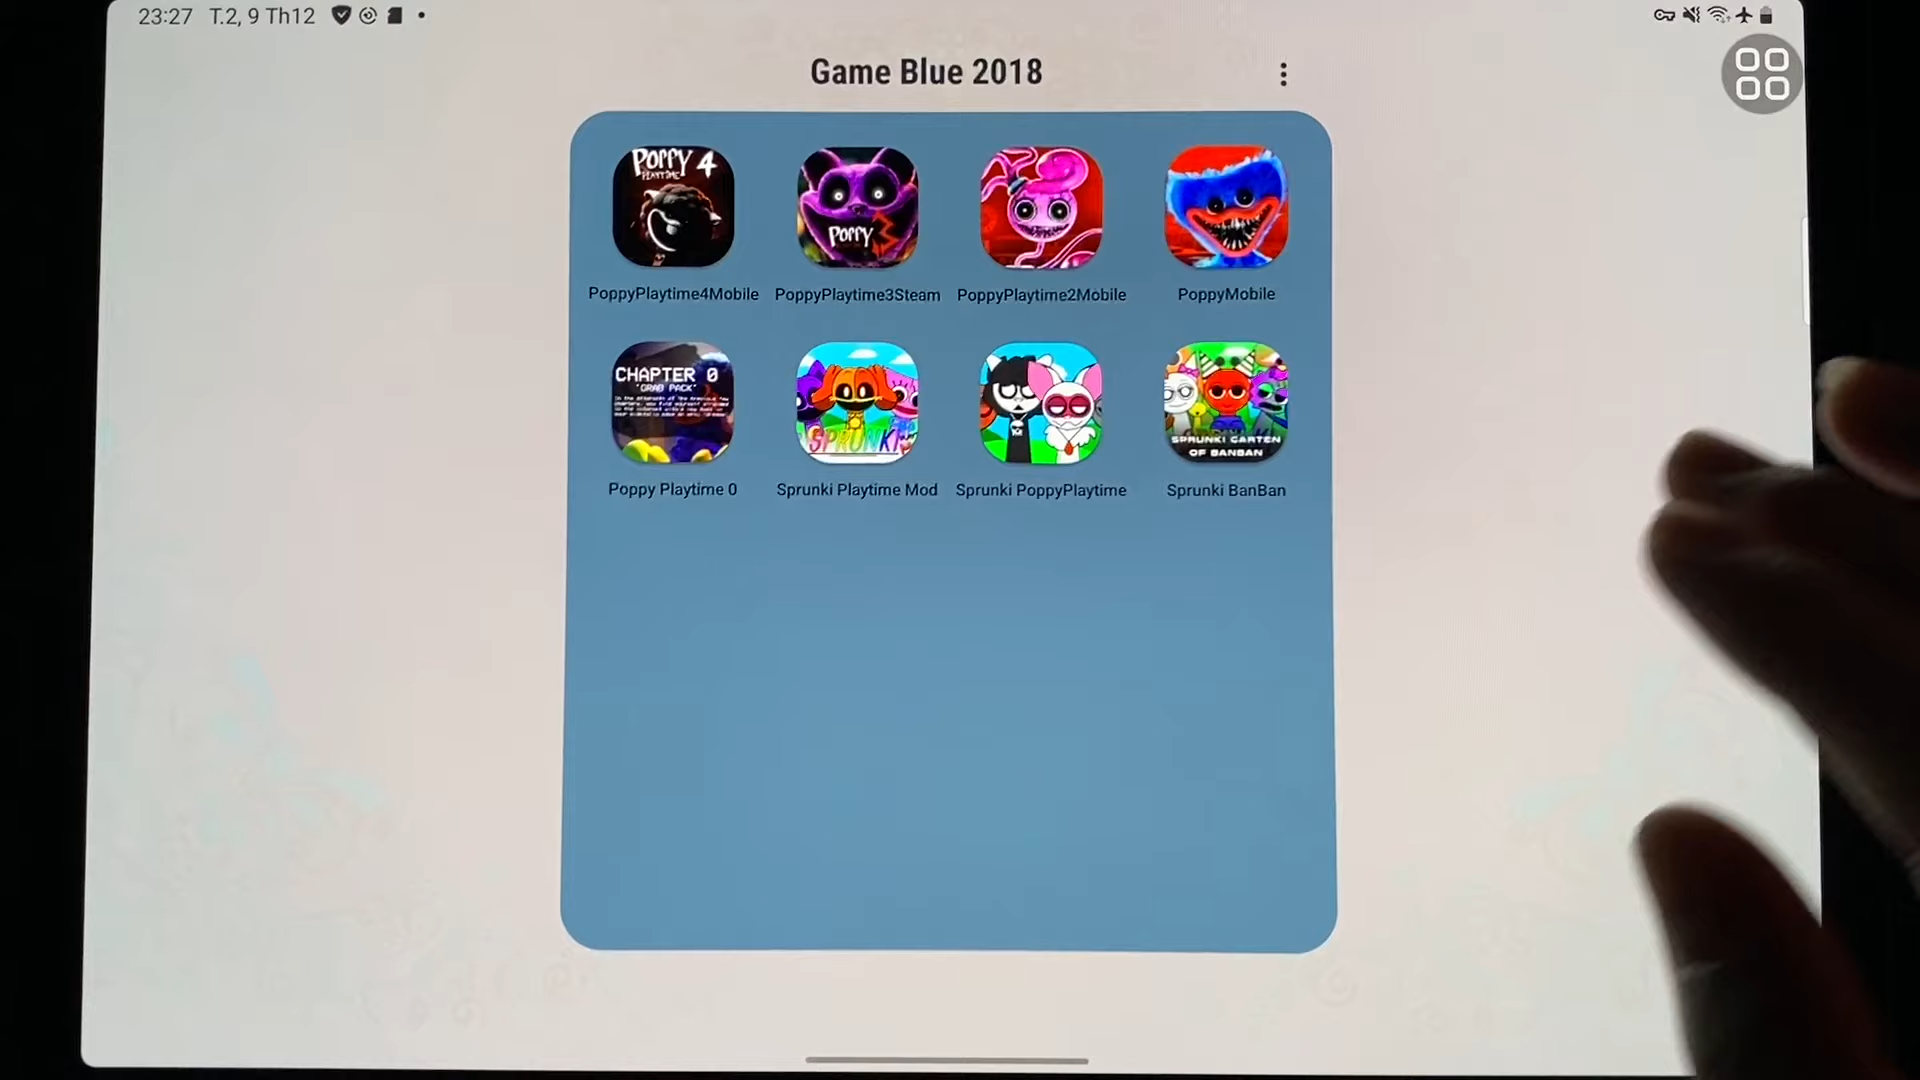 23:27 T.2, 9 Th12
Game Blue 2018
POPPY 4
PLAYTIME
POPPY 3
PoppyPlaytime4Mobile PoppyPlaytime3Steam PoppyPlaytime2Mobile PoppyMobile
CHAPTER 0
"GRAB PACK"
SPRUNKI
SPRUNKI GARTEN
OF BANBAN
Poppy Playtime 0 Sprunki Playtime Mod Sprunki PoppyPlaytime Sprunki BanBan